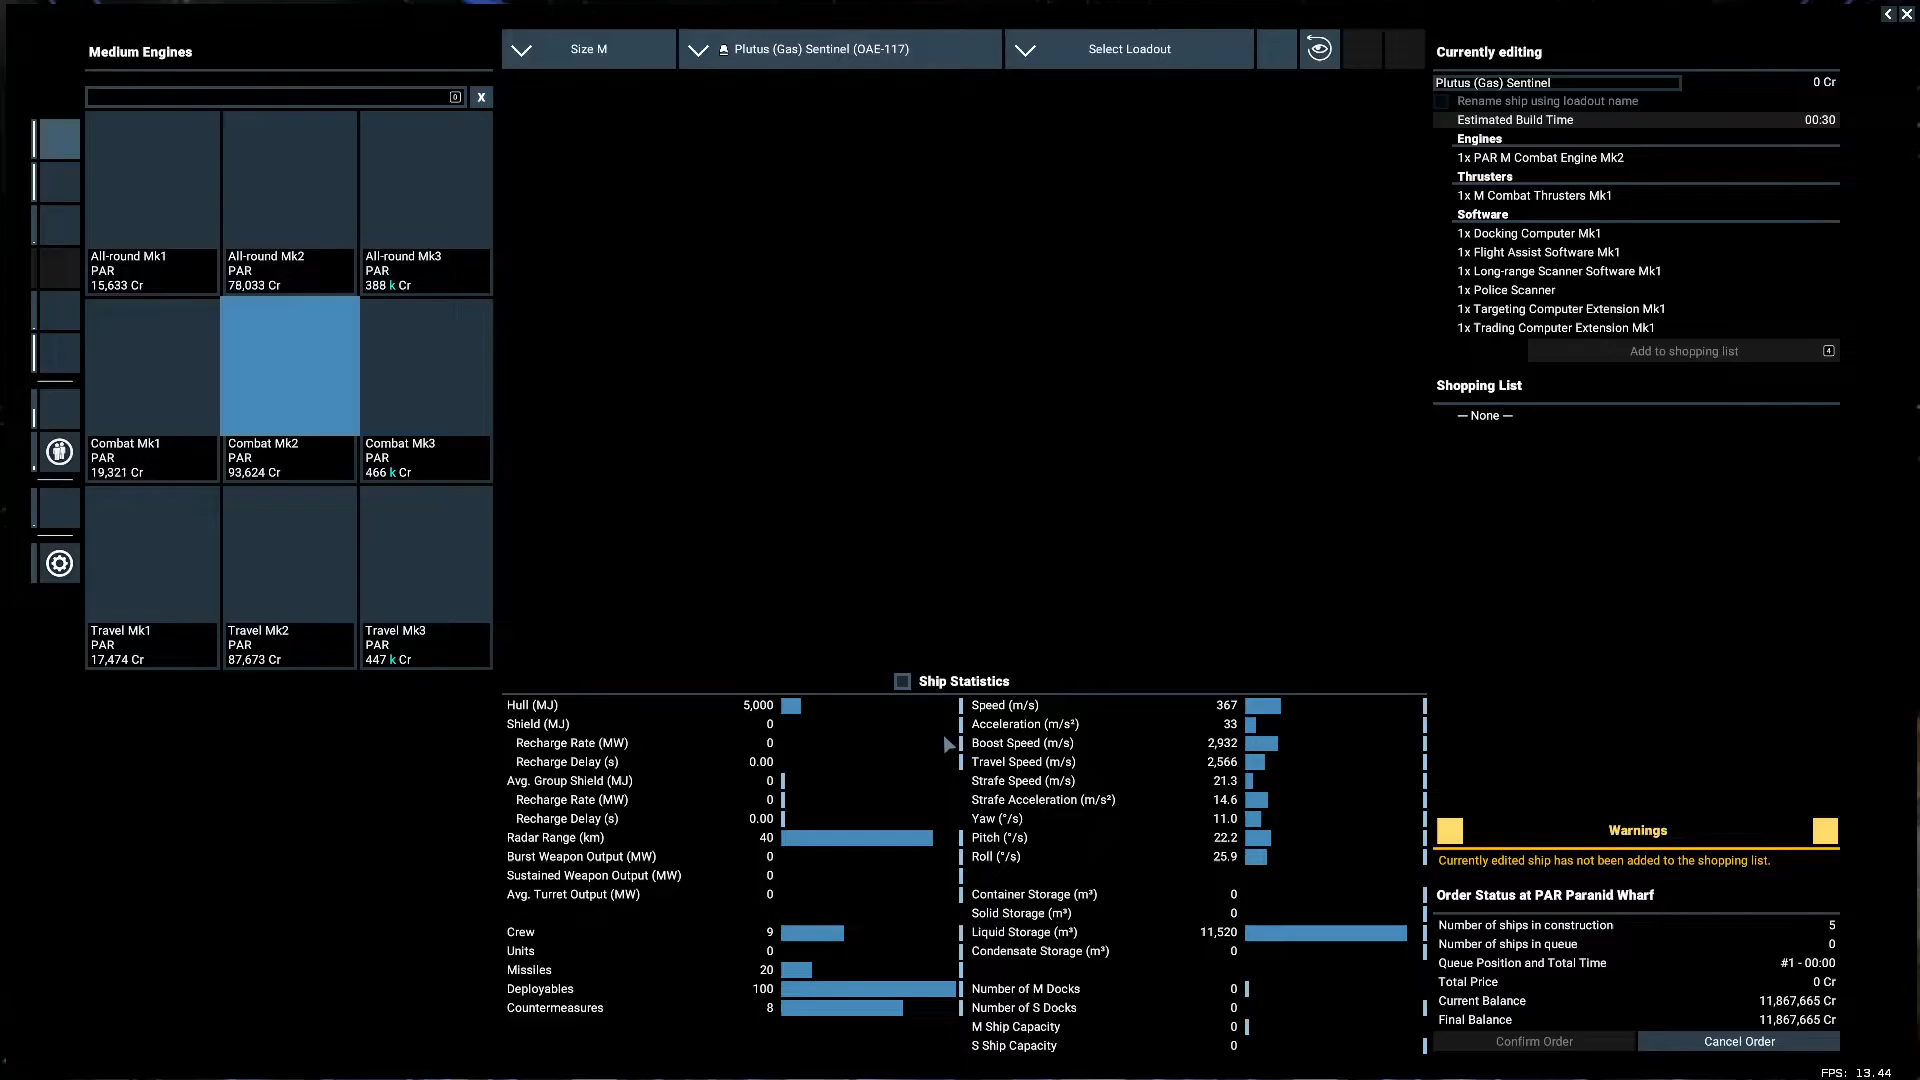 Medium Engines
0
X
All-round Mk1
PAR
15,633 Cr
All-round Mk2
PAR
78,033 Cr
All-round Mk3
PAR
388 k Cr
Combat Mk1
PAR
19,321 Cr
Combat Mk2
PAR
93,624 Cr
Combat Mk3
PAR
466 k Cr
Travel Mk1
PAR
17,474 Cr
Travel Mk2
PAR
87,673 Cr
Travel Mk3
PAR
447 k Cr
Size M
Plutus (Gas) Sentinel (OAE-117)
Select Loadout
Ship Statistics
Hull (MJ) 5,000
Shield (MJ) 0
Recharge Rate (MW) 0
Recharge Delay (s) 0.00
Avg. Group Shield (MJ) 0
Recharge Rate (MW) 0
Recharge Delay (s) 0.00
Radar Range (km) 40
Burst Weapon Output (MW) 0
Sustained Weapon Output (MW) 0
Avg. Turret Output (MW) 0
Crew 9
Units 0
Missiles 20
Deployables 100
Countermeasures 8
Speed (m/s) 367
Acceleration (m/s²) 33
Boost Speed (m/s) 2,932
Travel Speed (m/s) 2,566
Strafe Speed (m/s) 21.3
Strafe Acceleration (m/s²) 14.6
Yaw (°/s) 11.0
Pitch (°/s) 22.2
Roll (°/s) 25.9
Container Storage (m³) 0
Solid Storage (m³) 0
Liquid Storage (m³) 11,520
Condensate Storage (m³) 0
Number of M Docks 0
Number of S Docks 0
M Ship Capacity 0
S Ship Capacity 0
Currently editing
Plutus (Gas) Sentinel 0 Cr
Rename ship using loadout name
Estimated Build Time 00:30
Engines
1x PAR M Combat Engine Mk2
Thrusters
1x M Combat Thrusters Mk1
Software
1x Docking Computer Mk1
1x Flight Assist Software Mk1
1x Long-range Scanner Software Mk1
1x Police Scanner
1x Targeting Computer Extension Mk1
1x Trading Computer Extension Mk1
Add to shopping list 4
Shopping List
— None —
Warnings
Currently edited ship has not been added to the shopping list.
Order Status at PAR Paranid Wharf
Number of ships in construction 5
Number of ships in queue 0
Queue Position and Total Time #1 - 00:00
Total Price 0 Cr
Current Balance 11,867,665 Cr
Final Balance 11,867,665 Cr
Confirm Order
Cancel Order
FPS: 13.44